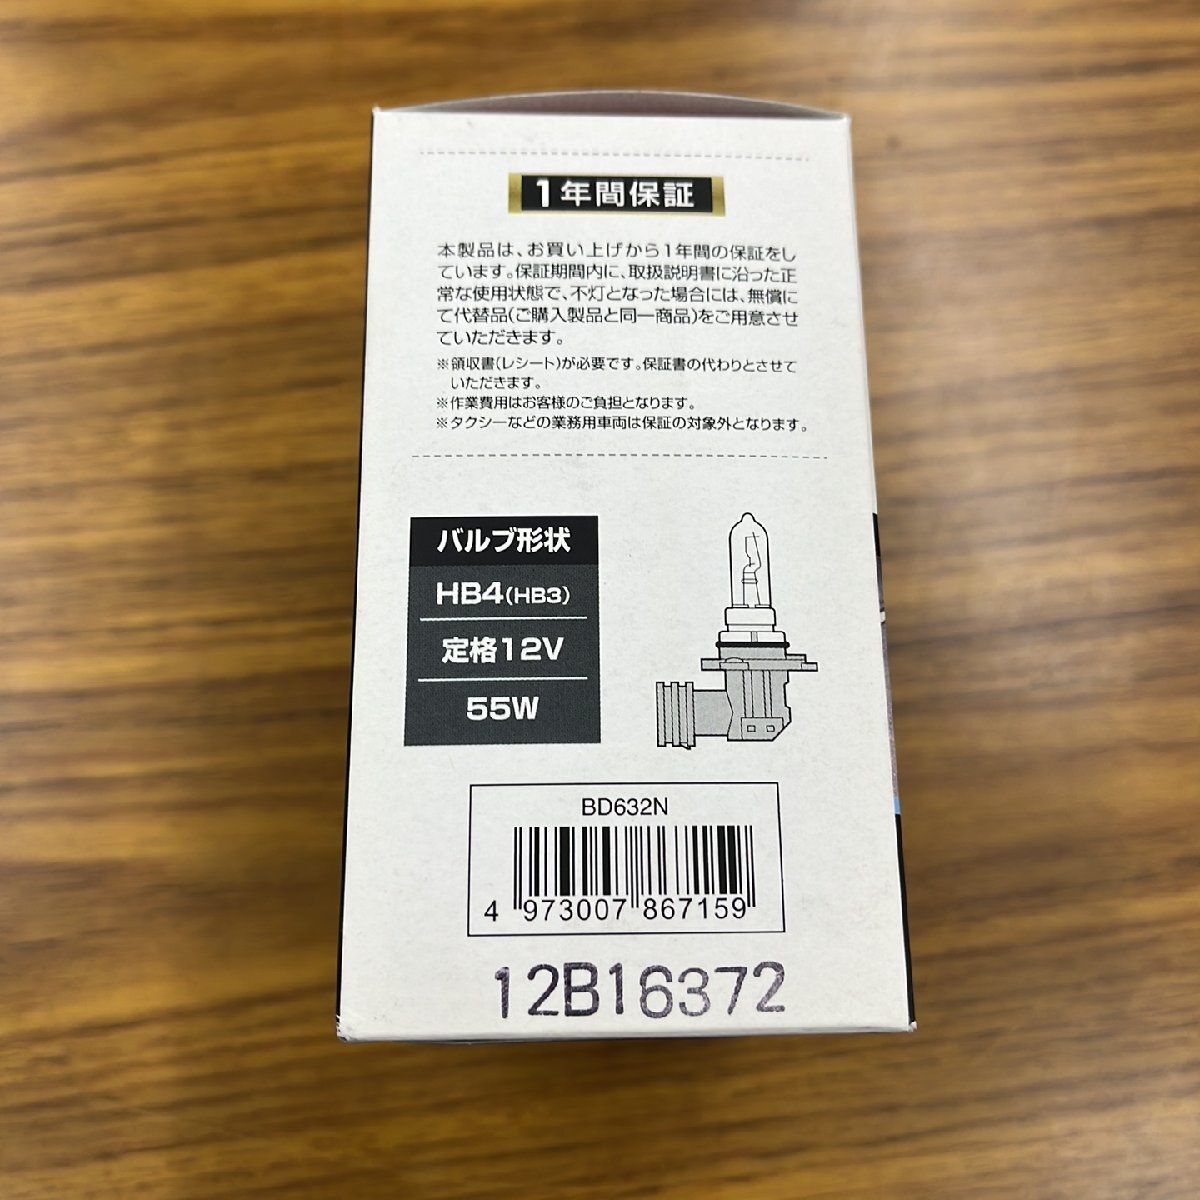 1年間保証
本製品は、お買い上げから1年間の保証をし
ています。保証期間内に、取扱説明書に沿った正
常な使用状態で、不灯となった場合には、無償に
て代替品(ご購入製品と同一商品)をご用意させ
ていただきます。
※領収書(レシート)が必要です。保証書の代わりとさせて
いただきます。
※作業費用はお客様のご負担となります。
※タクシーなどの業務用車両は保証の対象外となります。
バルブ形状
HB4(HB3)
定格12V
55W
BD632N
4 973007 867159
12B16372